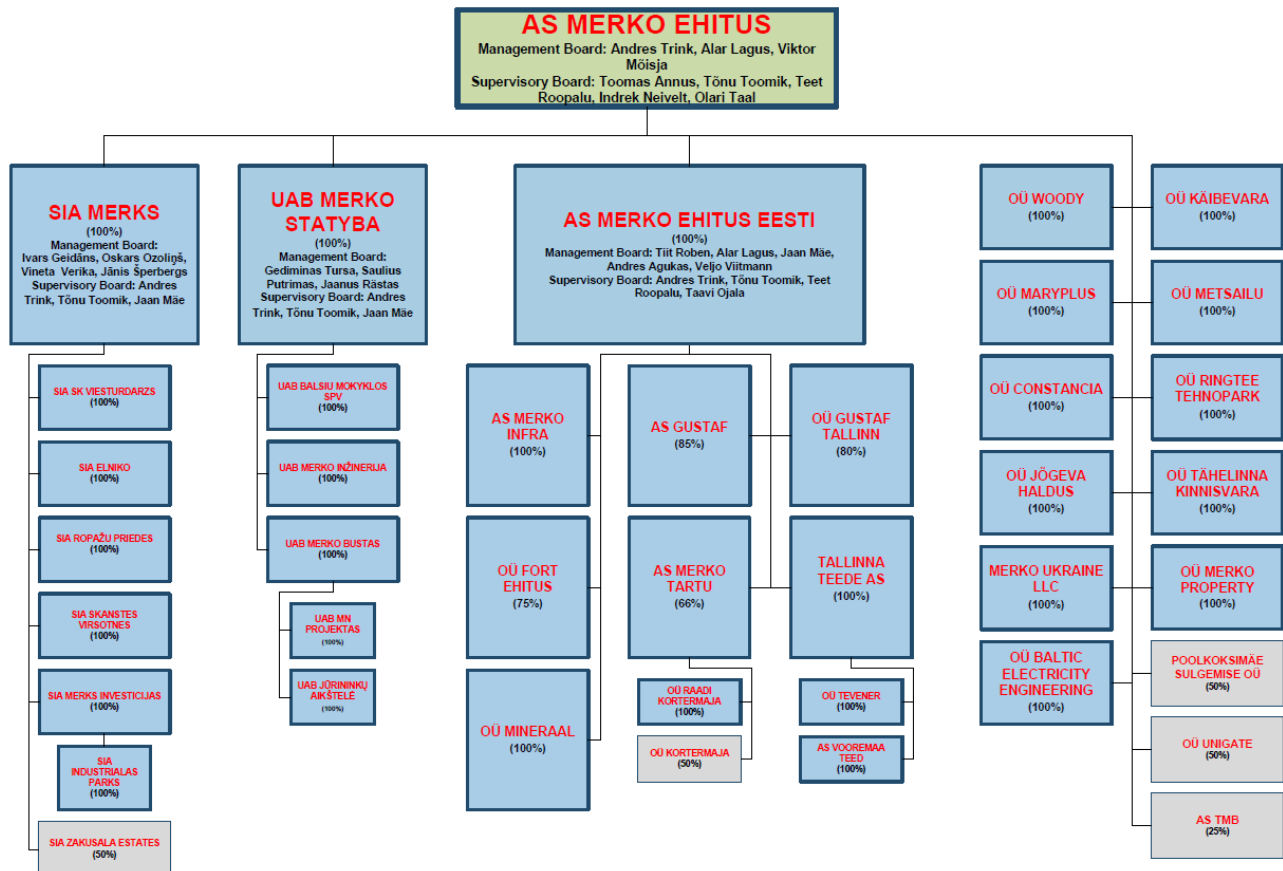 AS MERKO EHITUS
Management Board: Andres Trink, Alar Lagus, Viktor
Mõisja
Supervisory Board: Toomas Annus, Tõnu Toomik, Teet
Roopalu, Indrek Neivelt, Olari Taal
SIA MERKS
(100%)
Management Board:
Ivars Geidāns, Oskars Ozoliņš,
Vineta Verika, Jānis Šperbergs
Supervisory Board: Andres
Trink, Tõnu Toomik, Jaan Mäe
SIA SK VIESTURDARZS
(100%)
SIA ELNIKO
(100%)
SIA ROPAŽU PRIEDES
(100%)
SIA SKANSTES
VIRSOTNES
(100%)
SIA MERKS INVESTICIJAS
(100%)
SIA
INDUSTRIALAS
PARKS
(100%)
SIA ZAKUSALA ESTATES
(50%)
UAB MERKO
STATYBA
(100%)
Management Board:
Gediminas Tursa, Saulius
Putrimas, Jaanus Rästas
Supervisory Board: Andres
Trink, Tõnu Toomik, Jaan Mäe
UAB BALSIU MOKYKLOS
SPV
(100%)
UAB MERKO INŽINERIJA
(100%)
UAB MERKO BUSTAS
(100%)
UAB MN
PROJEKTAS
(100%)
UAB JŪRININKŲ
AIKŠTELĖ
(100%)
AS MERKO EHITUS EESTI
(100%)
Management Board: Tiit Roben, Alar Lagus, Jaan Mäe,
Andres Agukas, Veljo Viitmann
Supervisory Board: Andres Trink, Tõnu Toomik, Teet
Roopalu, Taavi Ojala
AS MERKO
INFRA
(100%)
AS GUSTAF
(85%)
OÜ GUSTAF
TALLINN
(80%)
OÜ FORT
EHITUS
(75%)
AS MERKO
TARTU
(66%)
TALLINNA
TEEDE AS
(100%)
OÜ MINERAAL
(100%)
OÜ RAADI
KORTERMAJA
(100%)
OÜ KORTERMAJA
(50%)
OÜ TEVENER
(100%)
AS VOOREMAA
TEED
(100%)
OÜ WOODY
(100%)
OÜ KÄIBEVARA
(100%)
OÜ MARYPLUS
(100%)
OÜ METSAILU
(100%)
OÜ CONSTANCIA
(100%)
OÜ RINGTEE
TEHNOPARK
(100%)
OÜ JÕGEVA
HALDUS
(100%)
OÜ TÄHELINNA
KINNISVARA
(100%)
MERKO UKRAINE
LLC
(100%)
OÜ MERKO
PROPERTY
(100%)
OÜ BALTIC
ELECTRICITY
ENGINEERING
(100%)
POOLKOKSIMÄE
SULGEMISE OÜ
(50%)
OÜ UNIGATE
(50%)
AS TMB
(25%)